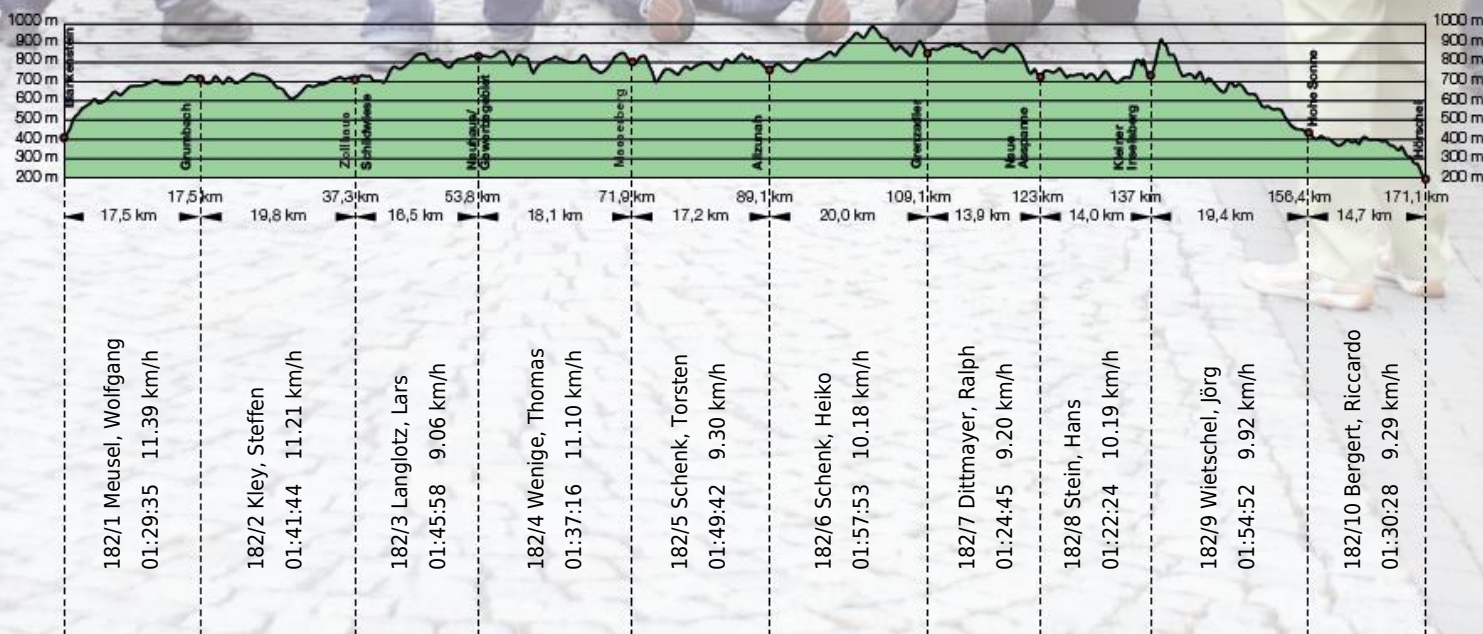 1000 m
900 m
800 m
700 m
600 m
500 m
400 m
300 m
200 m
1000 m
900 m
800 m
700 m
600 m
500 m
400 m
300 m
200 m
Blankenstein
Grumbach
Zollhaus
Schildwiese
Neuhaus/
Gewerbegebiet
Masserberg
Allzunah
Grenzadler
Neue
Ausspanne
Kleiner
Inselsberg
Hohe Sonne
Hörschel
17,5 km
37,3 km
53,8 km
71,9 km
89,1 km
109,1 km
123 km
137 km
156,4 km
171,1 km
17,5 km
19,8 km
16,5 km
18,1 km
17,2 km
20,0 km
13,9 km
14,0 km
19,4 km
14,7 km
182/1 Meusel, Wolfgang
01:29:35 11.39 km/h
182/2 Kley, Steffen
01:41:44 11.21 km/h
182/3 Langlotz, Lars
01:45:58 9.06 km/h
182/4 Wenige, Thomas
01:37:16 11.10 km/h
182/5 Schenk, Torsten
01:49:42 9.30 km/h
182/6 Schenk, Heiko
01:57:53 10.18 km/h
182/7 Dittmayer, Ralph
01:24:45 9.20 km/h
182/8 Stein, Hans
01:22:24 10.19 km/h
182/9 Wietschel, Jörg
01:54:52 9.92 km/h
182/10 Bergert, Riccardo
01:30:28 9.29 km/h